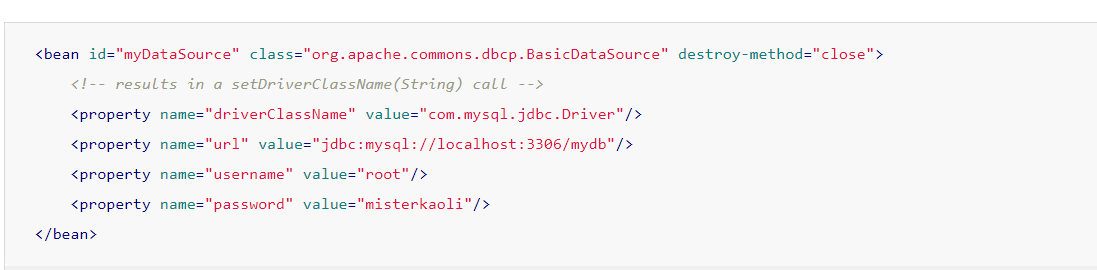 <bean id="myDataSource" class="org.apache.commons.dbcp.BasicDataSource" destroy-method="close">
<!-- results in a setDriverClassName(String) call -->
<property name="driverClassName" value="com.mysql.jdbc.Driver"/>
<property name="url" value="jdbc:mysql://localhost:3306/mydb"/>
<property name="username" value="root"/>
<property name="password" value="misterkaoli"/>
</bean>